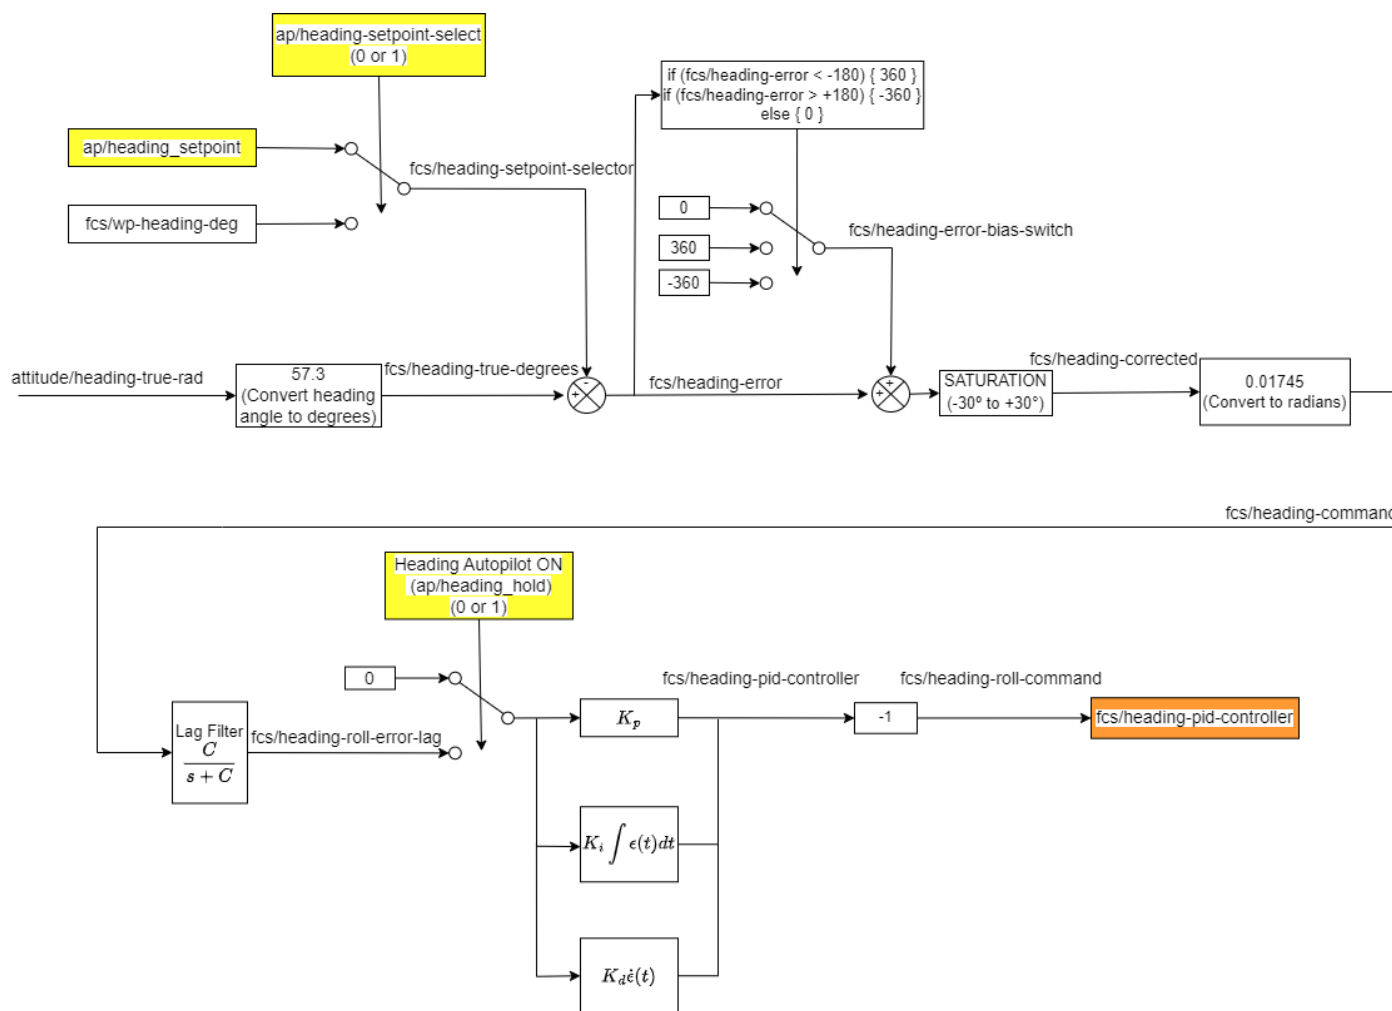 ap/heading-setpoint-select
(0 or 1)
if (fcs/heading-error < -180) { 360 }
if (fcs/heading-error > +180) { -360 }
else { 0 }
ap/heading_setpoint
fcs/heading-setpoint-selector
fcs/wp-heading-deg
0
fcs/heading-error-bias-switch
360
-360
attitude/heading-true-rad
57.3
(Convert heading
angle to degrees)
fcs/heading-true-degrees
-
+
fcs/heading-error
+
+
SATURATION
(-30º to +30°)
fcs/heading-corrected
0.01745
(Convert to radians)
fcs/heading-command
Heading Autopilot ON
(ap/heading_hold)
(0 or 1)
0
Lag Filter
C
s + C
fcs/heading-roll-error-lag
K_p
fcs/heading-pid-controller
-1
fcs/heading-roll-command
fcs/heading-pid-controller
K_i ∫ ϵ(t)dt
K_d ϵ̇(t)